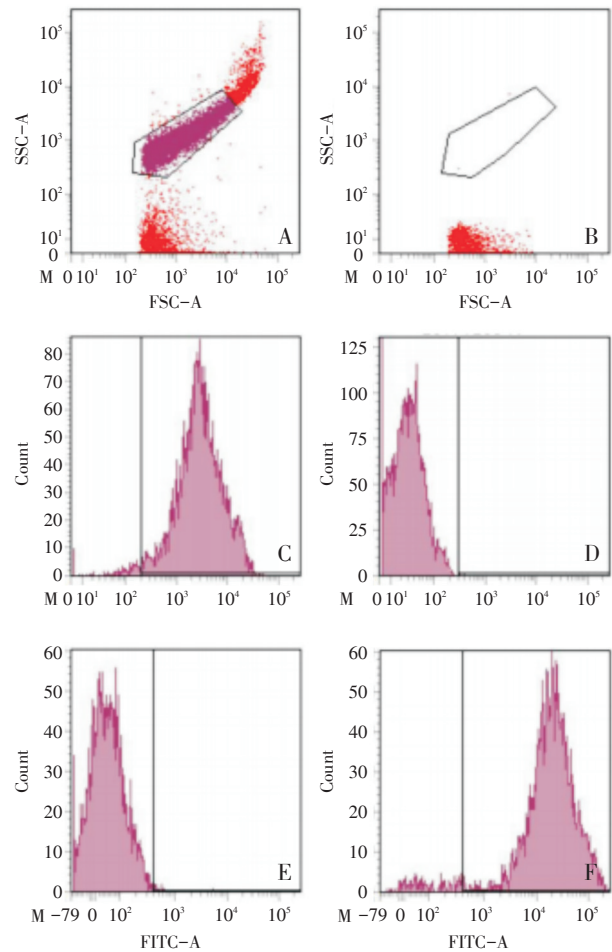 A
SSC-A
10⁵
10⁴
10³
10²
10¹
0
M 0 10¹ 10² 10³ 10⁴ 10⁵
FSC-A
B
SSC-A
10⁵
10⁴
10³
10²
10¹
0
M 0 10¹ 10² 10³ 10⁴ 10⁵
FSC-A
C
Count
80
70
60
50
40
30
20
10
0
M 0 10¹ 10² 10³ 10⁴ 10⁵
D
Count
125
100
75
50
25
0
M 0 10¹ 10² 10³ 10⁴ 10⁵
E
Count
60
50
40
30
20
10
0
M -79 0 10² 10³ 10⁴ 10⁵
FITC-A
F
Count
60
50
40
30
20
10
0
M -79 0 10² 10³ 10⁴ 10⁵
FITC-A